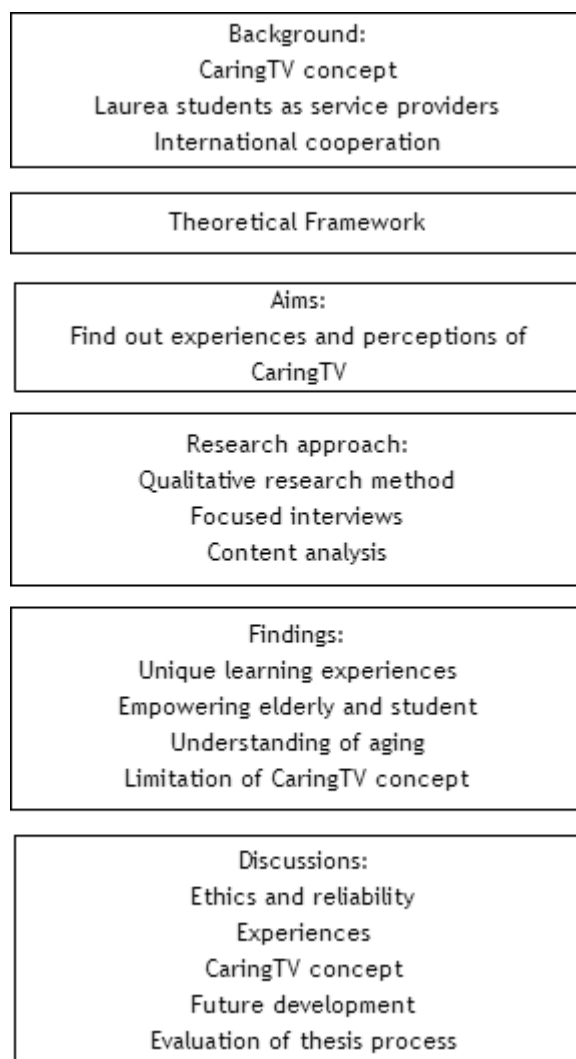 Background:
CaringTV concept
Laurea students as service providers
International cooperation
Theoretical Framework
Aims:
Find out experiences and perceptions of
CaringTV
Research approach:
Qualitative research method
Focused interviews
Content analysis
Findings:
Unique learning experiences
Empowering elderly and student
Understanding of aging
Limitation of CaringTV concept
Discussions:
Ethics and reliability
Experiences
CaringTV concept
Future development
Evaluation of thesis process